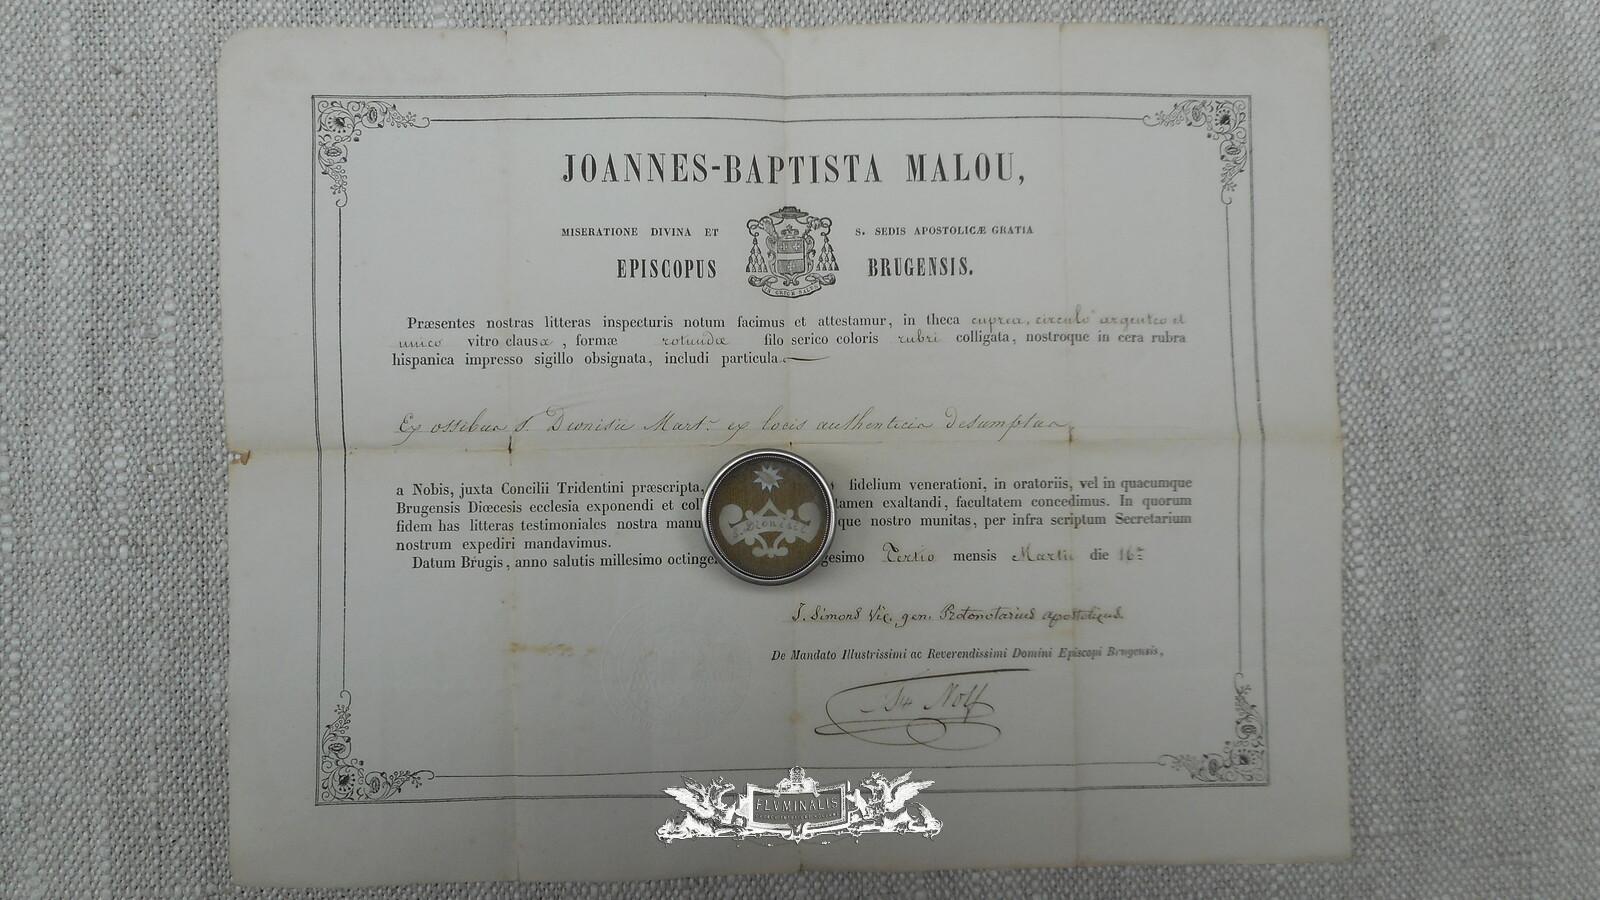 JOANNES-BAPTISTA MALOU,
MISERATIONE DIVINA ET S. SEDIS APOSTOLICÆ GRATIA
EPISCOPUS BRUGENSIS.
Præsentes nostras litteras inspecturis notum facimus et attestamur, in theca cuprea, circulo argenteo et
unico vitro clausæ, formæ rotundæ filo serico coloris rubri colligata, nostroque in cera rubra
hispanica impresso sigillo obsignata, includi particula
Ex ossibus S. Dionisii Mart. ex locis authenticis desumptas
a Nobis, juxta Concilii Tridentini præscripta, fidelium venerationi, in oratoriis, vel in quacumque
Brugensis Diœcesis ecclesia exponendi et tamen exaltandi, facultatem concedimus. In quorum
fidem has litteras testimoniales nostra manu que nostro munitas, per infra scriptum Secretarium
nostrum expediri mandavimus.
Datum Brugis, anno salutis millesimo octinge gesimo Tertio mensis Martii die 16
S. Dionisii
J. Simons Vic. gen. Protonotarius apostolicus.
De Mandato Illustrissimi ac Reverendissimi Domini Episcopi Brugensis,
Nolf
FLVMINALIS